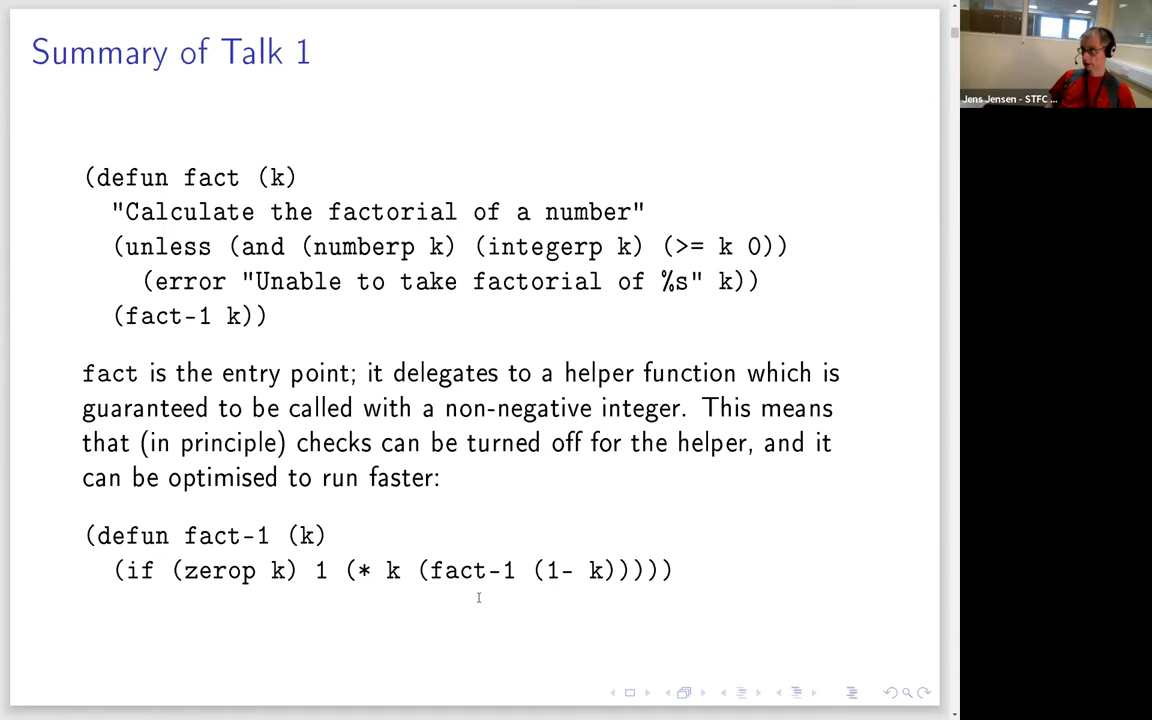 Summary of Talk 1
(defun fact (k)
"Calculate the factorial of a number"
(unless (and (numberp k) (integerp k) (>= k 0))
(error "Unable to take factorial of %s" k))
(fact-1 k))
fact is the entry point; it delegates to a helper function which is
guaranteed to be called with a non-negative integer. This means
that (in principle) checks can be turned off for the helper, and it
can be optimised to run faster:
(defun fact-1 (k)
(if (zerop k) 1 (* k (fact-1 (1- k)))))
Jens Jensen - STFC ...